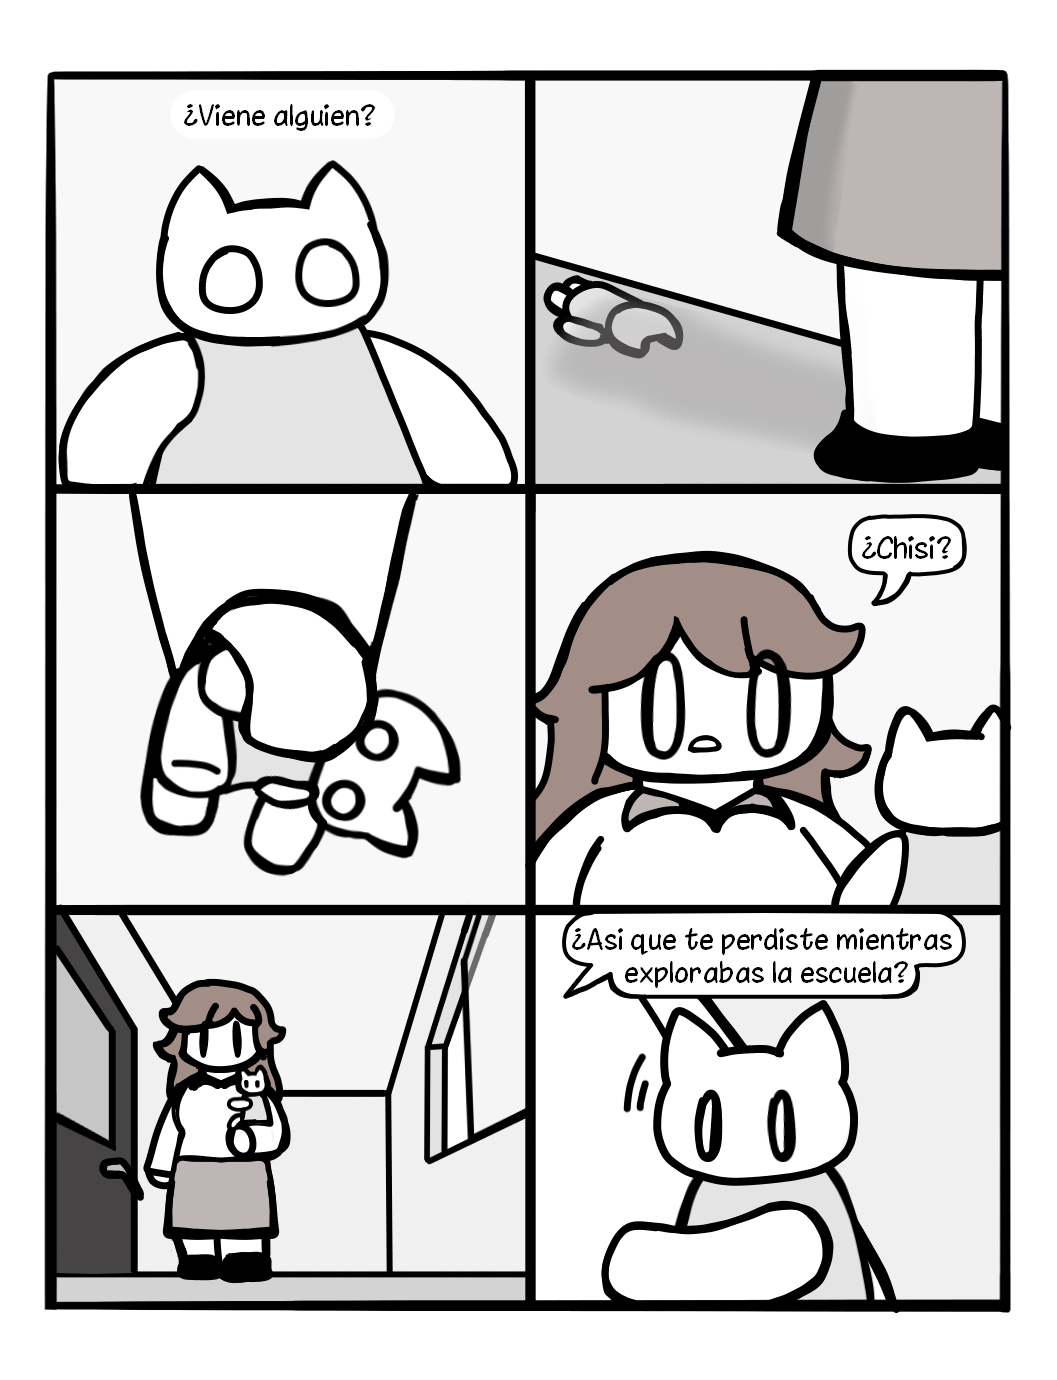 ¿Viene alguien?
¿Chisi?
¿Asi que te perdiste mientras
explorabas la escuela?